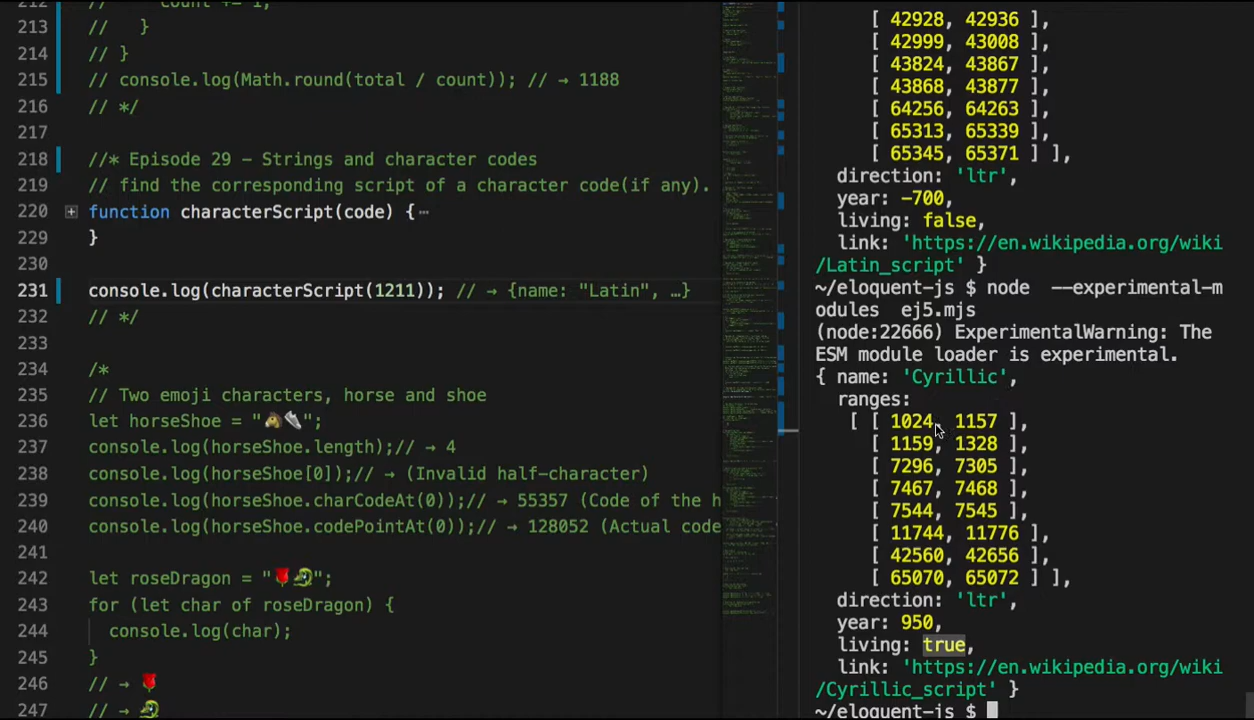 212 // count += 1;
213 // }
214 // }
215 // console.log(Math.round(total / count)); // → 1188
216 // */
217
218 //* Episode 29 – Strings and character codes
219 // find the corresponding script of a character code(if any).
220 function characterScript(code) {⋯
229 }
230
231 console.log(characterScript(1211)); // → {name: "Latin", …}
232 // */
233
234 /*
235 // Two emoji characters, horse and shoe
236 let horseShoe = "🐴👟";
237 console.log(horseShoe.length);// → 4
238 console.log(horseShoe[0]);// → (Invalid half-character)
239 console.log(horseShoe.charCodeAt(0));// → 55357 (Code of the h
240 console.log(horseShoe.codePointAt(0));// → 128052 (Actual code
241
242 let roseDragon = "🌹🐉";
243 for (let char of roseDragon) {
244 console.log(char);
245 }
246 // → 🌹
247 // → 🐉
[ 42928, 42936 ],
[ 42999, 43008 ],
[ 43824, 43867 ],
[ 43868, 43877 ],
[ 64256, 64263 ],
[ 65313, 65339 ],
[ 65345, 65371 ] ],
direction: 'ltr',
year: -700,
living: false,
link: 'https://en.wikipedia.org/wiki
/Latin_script' }
~/eloquent-js $ node --experimental-m
odules ej5.mjs
(node:22666) ExperimentalWarning: The
ESM module loader is experimental.
{ name: 'Cyrillic',
ranges:
[ [ 1024, 1157 ],
[ 1159, 1328 ],
[ 7296, 7305 ],
[ 7467, 7468 ],
[ 7544, 7545 ],
[ 11744, 11776 ],
[ 42560, 42656 ],
[ 65070, 65072 ] ],
direction: 'ltr',
year: 950,
living: true,
link: 'https://en.wikipedia.org/wiki
/Cyrillic_script' }
~/eloquent-js $